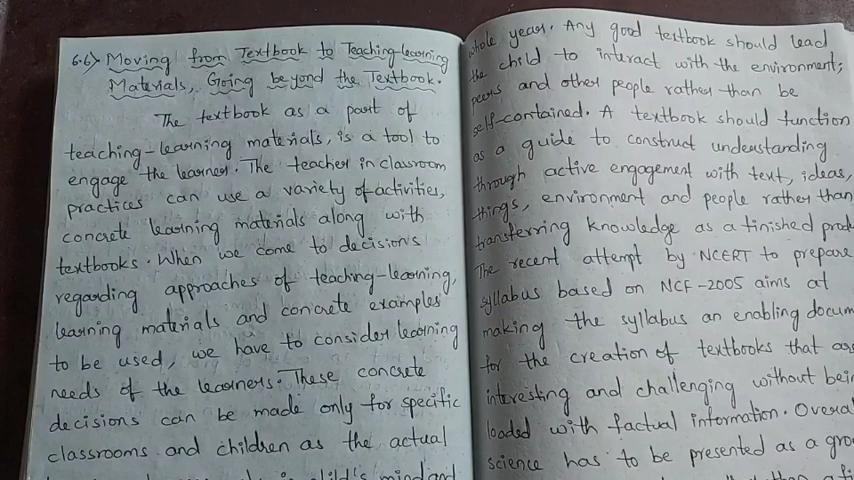 6.6) Moving from Textbook to Teaching-learning
Materials, Going beyond the Textbook.
The textbook as a part of
teaching-learning materials, is a tool to
engage the learner. The teacher in classroom
practices can use a variety of activities,
concrete learning materials along with
textbooks. When we come to decisions
regarding approaches of teaching-learning,
learning materials and concrete examples
to be used, we have to consider learning
needs of the learners. These concrete
decisions can be made only for specific
classrooms and children as the actual
child's mind and
whole year. Any good textbook should lead
the child to interact with the environment,
peers and other people rather than be
self-contained. A textbook should function
as a guide to construct understanding
through active engagement with text, ideas,
things, environment and people rather than
transferring knowledge as a finished produ
The recent attempt by NCERT to prepare
syllabus based on NCF-2005 aims at
making the syllabus an enabling docum
for the creation of textbooks that are
interesting and challenging without bein
loaded with factual information. Overal
science has to be presented as a gro